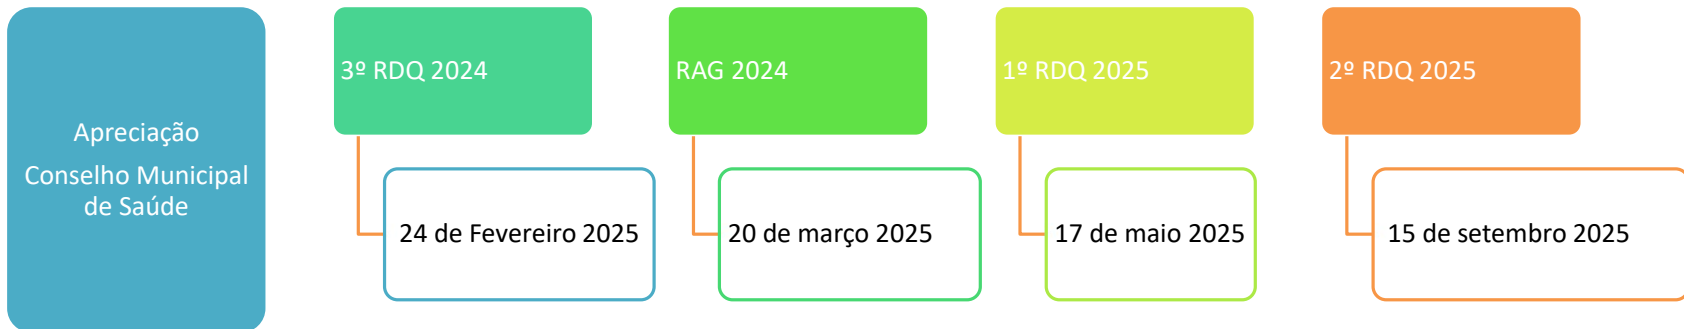 Apreciação
Conselho Municipal
de Saúde
3º RDQ 2024
24 de Fevereiro 2025
RAG 2024
20 de março 2025
1º RDQ 2025
17 de maio 2025
2º RDQ 2025
15 de setembro 2025